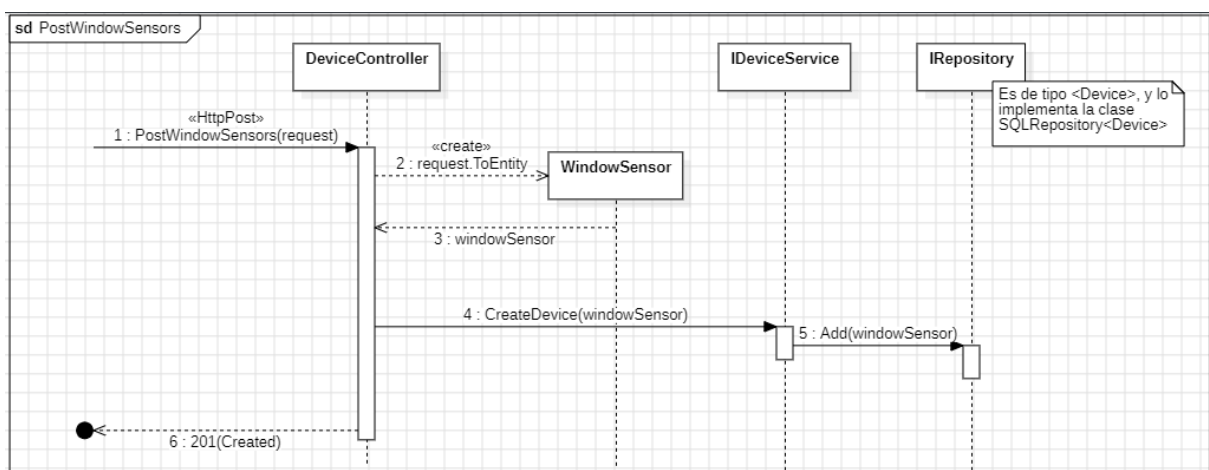 sd PostWindowSensors
DeviceController
IDeviceService
IRepository
Es de tipo <Device>, y lo
implementa la clase
SQLRepository<Device>
«HttpPost»
1 : PostWindowSensors(request)
«create»
2 : request.ToEntity
WindowSensor
3 : windowSensor
4 : CreateDevice(windowSensor)
5 : Add(windowSensor)
6 : 201(Created)